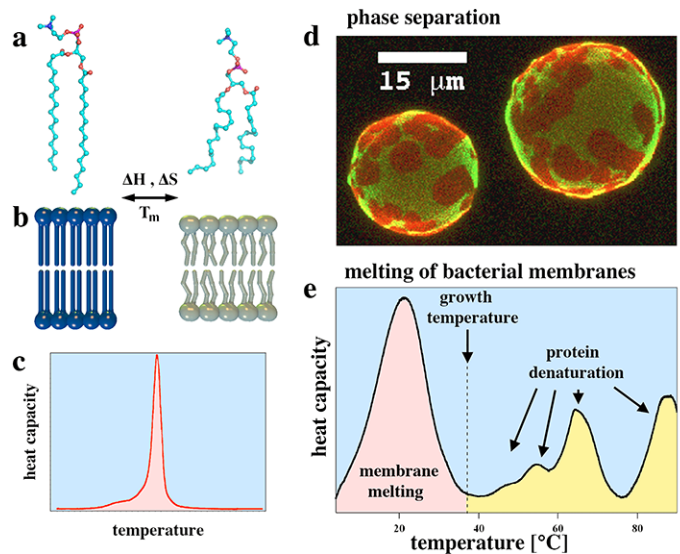 a
ΔH , ΔS
Tm
b
c
heat capacity
temperature
phase separation
d
15 μm
melting of bacterial membranes
e
growth
temperature
protein
denaturation
membrane
melting
heat capacity
20
40
60
80
temperature [°C]